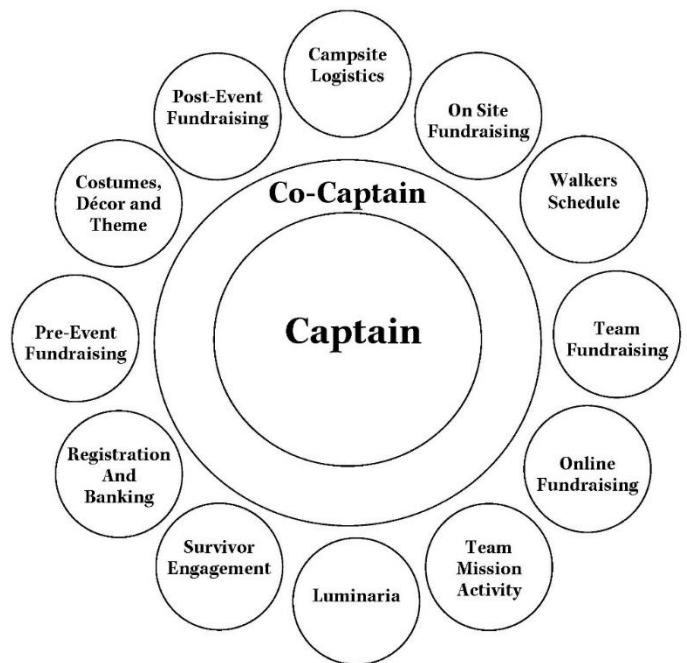 Campsite
Logistics
Post-Event
Fundraising
On Site
Fundraising
Costumes,
Décor and
Theme
Co-Captain
Walkers
Schedule
Captain
Pre-Event
Fundraising
Team
Fundraising
Registration
And
Banking
Online
Fundraising
Survivor
Engagement
Luminaria
Team
Mission
Activity